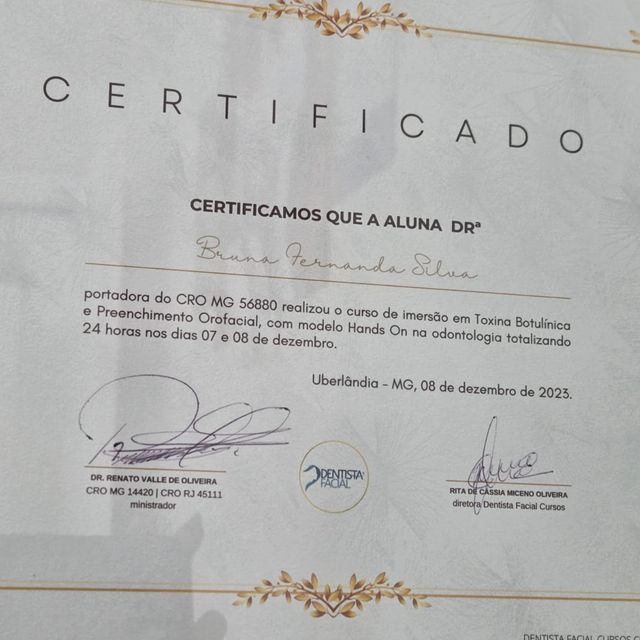 CERTIFICADO
CERTIFICAMOS QUE A ALUNA DRª
Bruna Fernanda Silva
portadora do CRO MG 56880 realizou o curso de imersão em Toxina Botulínica
e Preenchimento Orofacial, com modelo Hands On na odontologia totalizando
24 horas nos dias 07 e 08 de dezembro.
Uberlândia - MG, 08 de dezembro de 2023.
DR. RENATO VALLE DE OLIVEIRA
CRO MG 14420 | CRO RJ 45111
ministrador
DENTISTA
FACIAL
RITA DE CÁSSIA MICENO OLIVEIRA
diretora Dentista Facial Cursos
DENTISTA FACIAL CURSOS